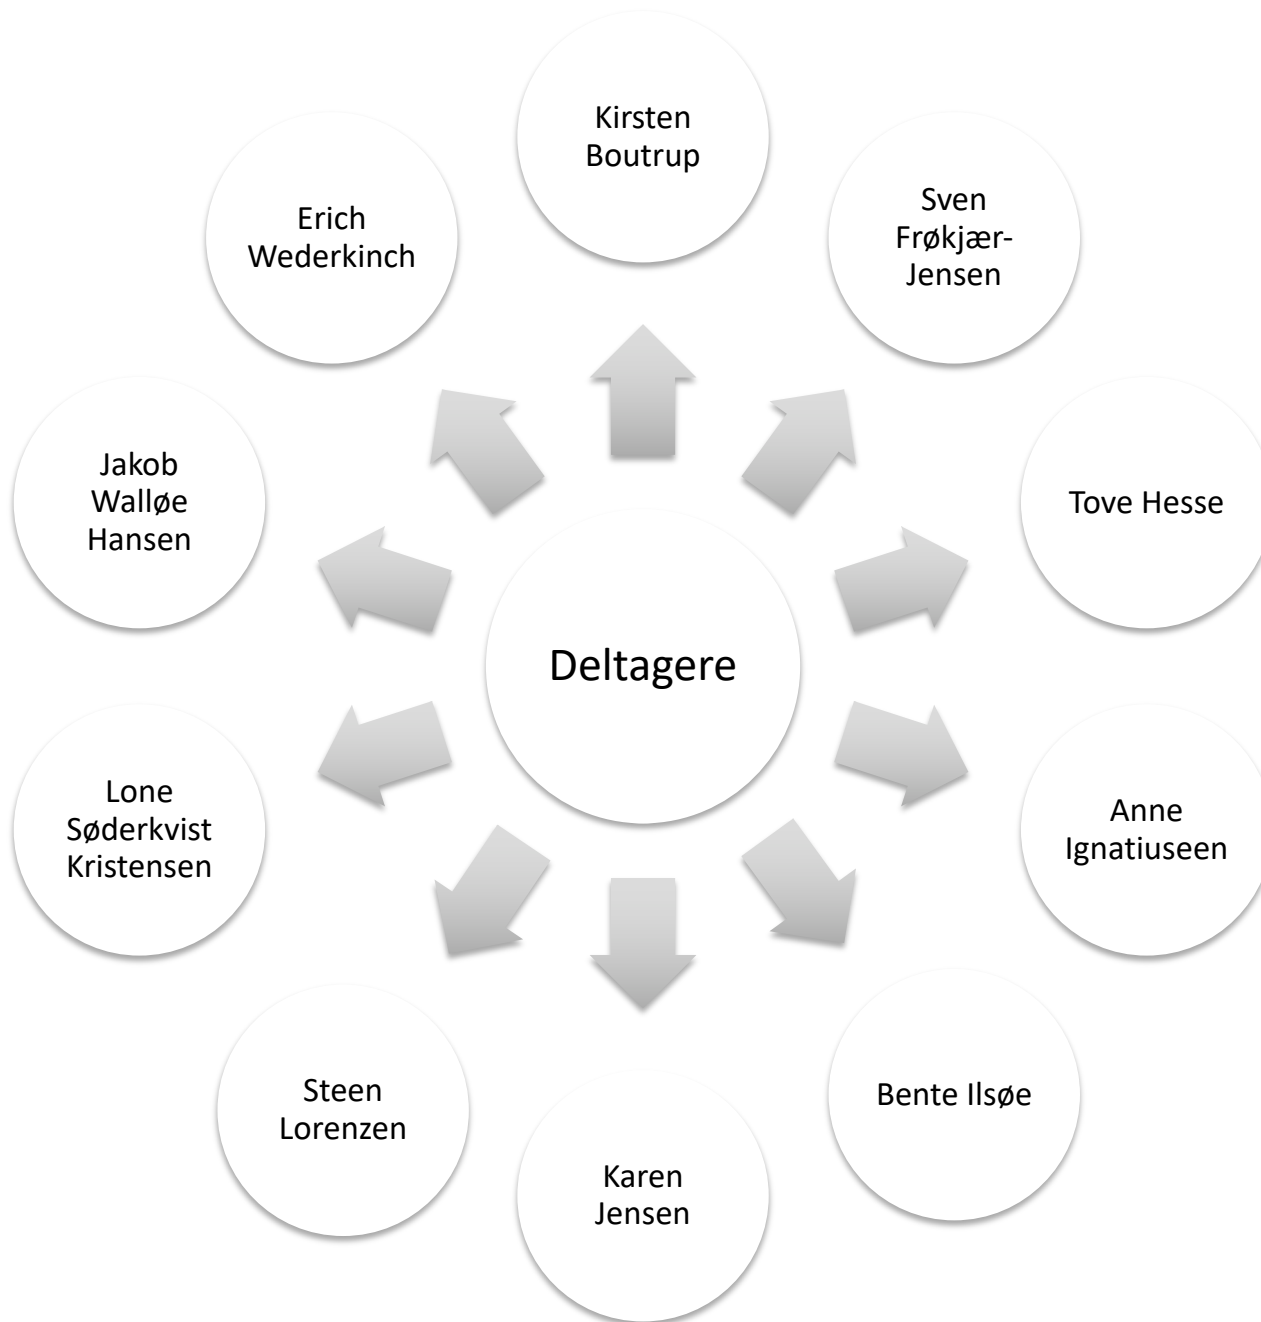 Kirsten
Boutrup
Sven
Frøkjær-
Jensen
Tove Hesse
Anne
Ignatiuseen
Bente Ilsøe
Karen
Jensen
Steen
Lorenzen
Lone
Søderkvist
Kristensen
Jakob
Walløe
Hansen
Erich
Wederkinch
Deltagere